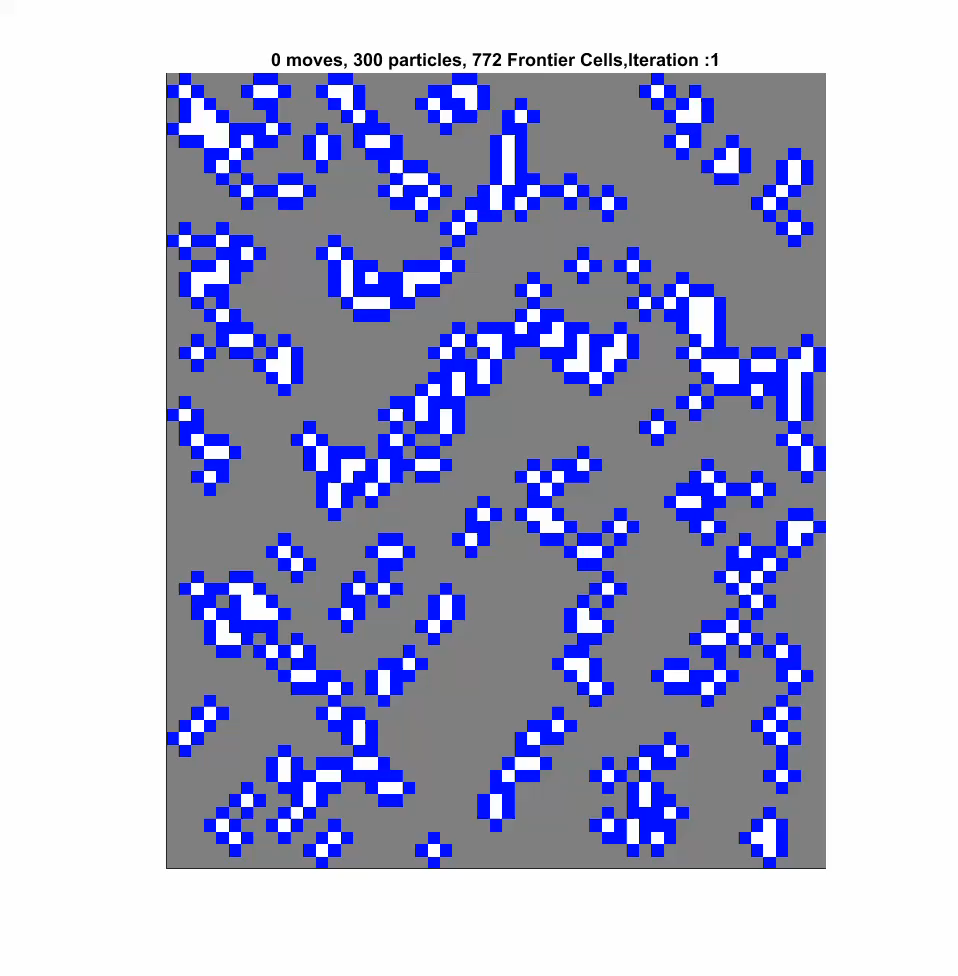 0 moves, 300 particles, 772 Frontier Cells,Iteration :1